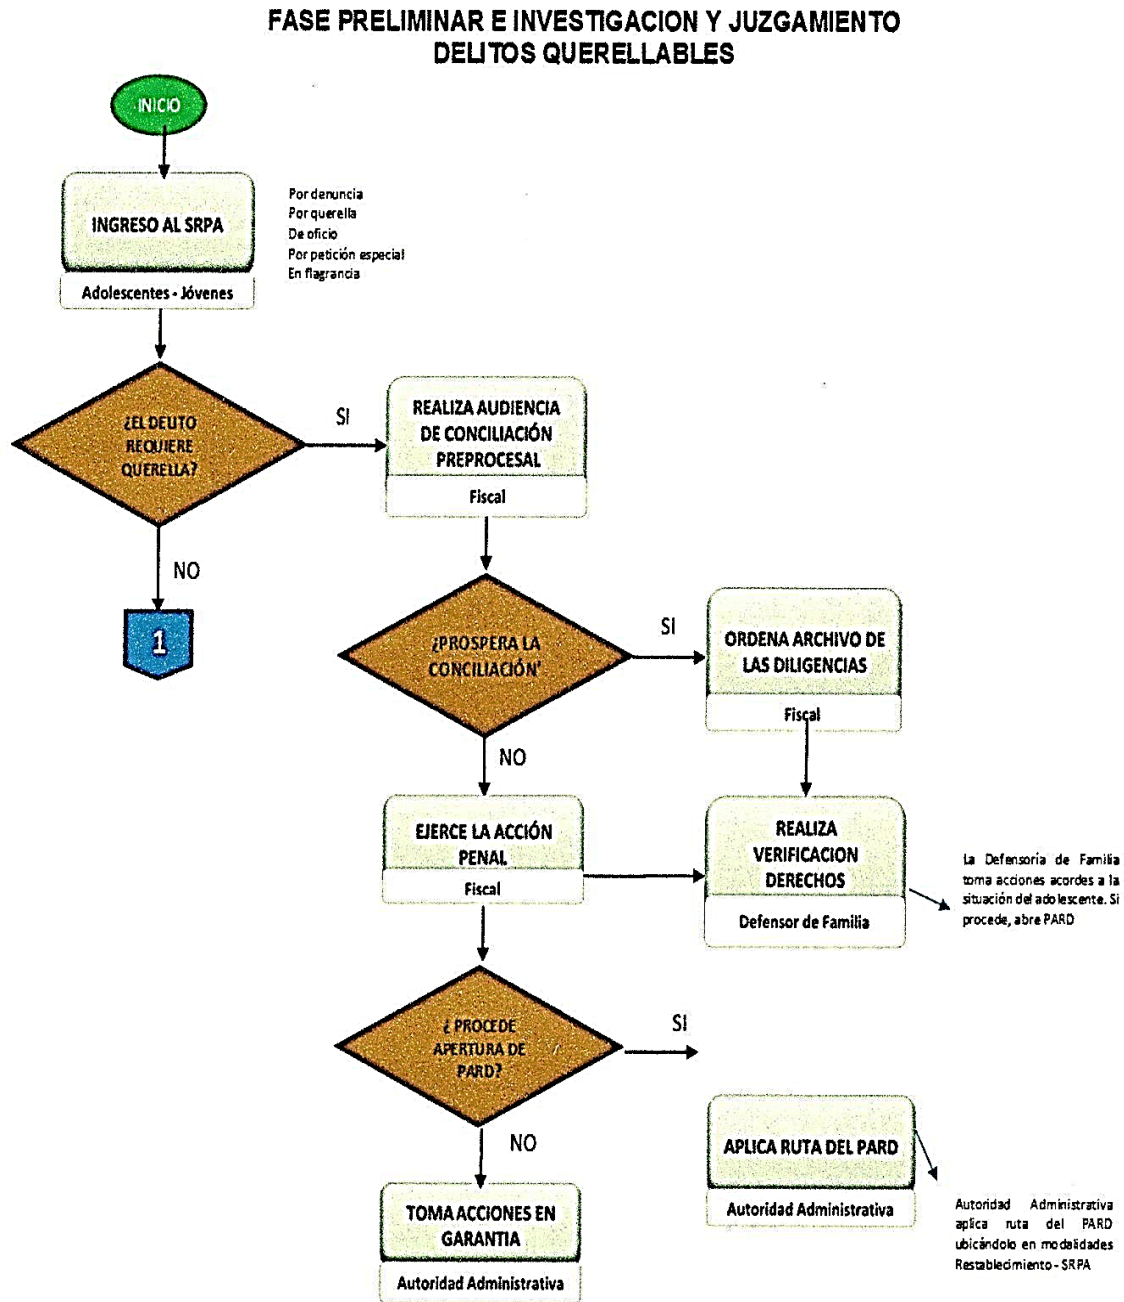 FASE PRELIMINAR E INVESTIGACION Y JUZGAMIENTO
DELITOS QUERELLABLES
INICIO
INGRESO AL SRPA
Adolescentes - Jóvenes
Por denuncia
Por querella
De oficio
Por petición especial
En flagrancia
¿EL DELITO
REQUIERE
QUERELLA?
SI
REALIZA AUDIENCIA
DE CONCILIACIÓN
PREPROCESAL
Fiscal
NO
1
¿PROSPERA LA
CONCILIACIÓN'
SI
ORDENA ARCHIVO DE
LAS DILIGENCIAS
Fiscal
NO
EJERCE LA ACCIÓN
PENAL
Fiscal
REALIZA
VERIFICACION
DERECHOS
Defensor de Familia
La Defensoría de Familia
toma acciones acordes a la
situación del adolescente. Si
procede, abre PARD
¿ PROCEDE
APERTURA DE
PARD?
SI
NO
APLICA RUTA DEL PARD
Autoridad Administrativa
Autoridad Administrativa
aplica ruta del PARD
ubicándolo en modalidades
Restablecimiento - SRPA
TOMA ACCIONES EN
GARANTIA
Autoridad Administrativa